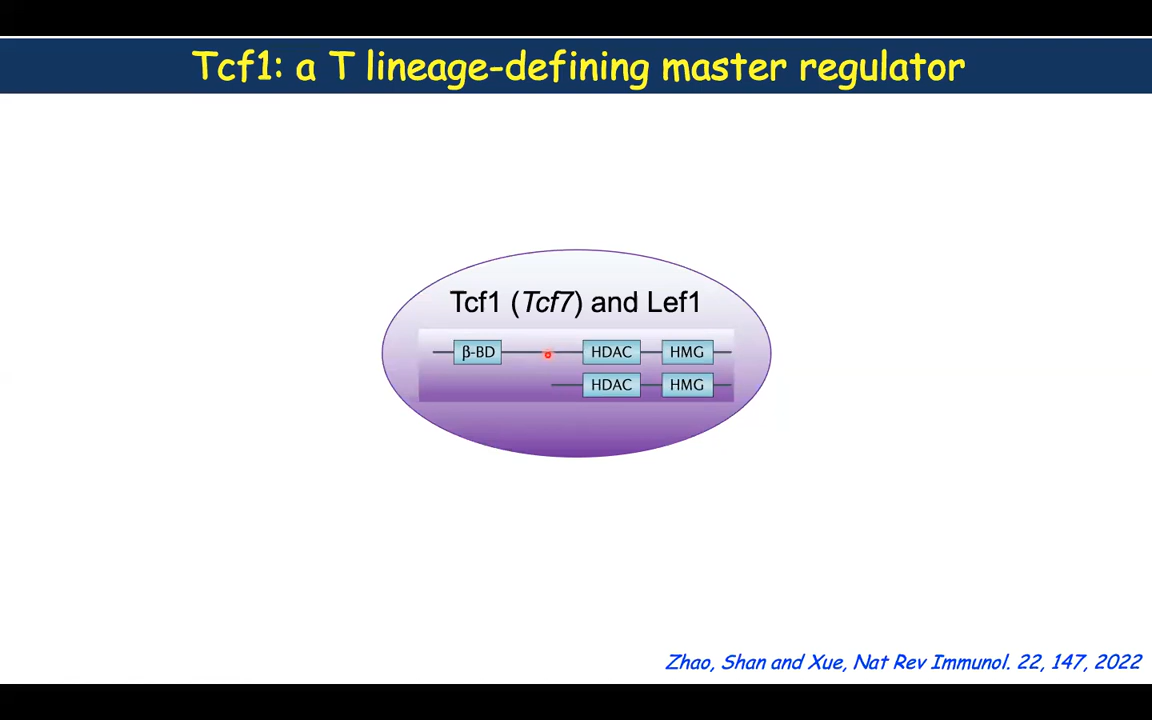 Tcf1: a T lineage-defining master regulator
Tcf1 (Tcf7) and Lef1
β-BD HDAC HMG
HDAC HMG
Zhao, Shan and Xue, Nat Rev Immunol. 22, 147, 2022